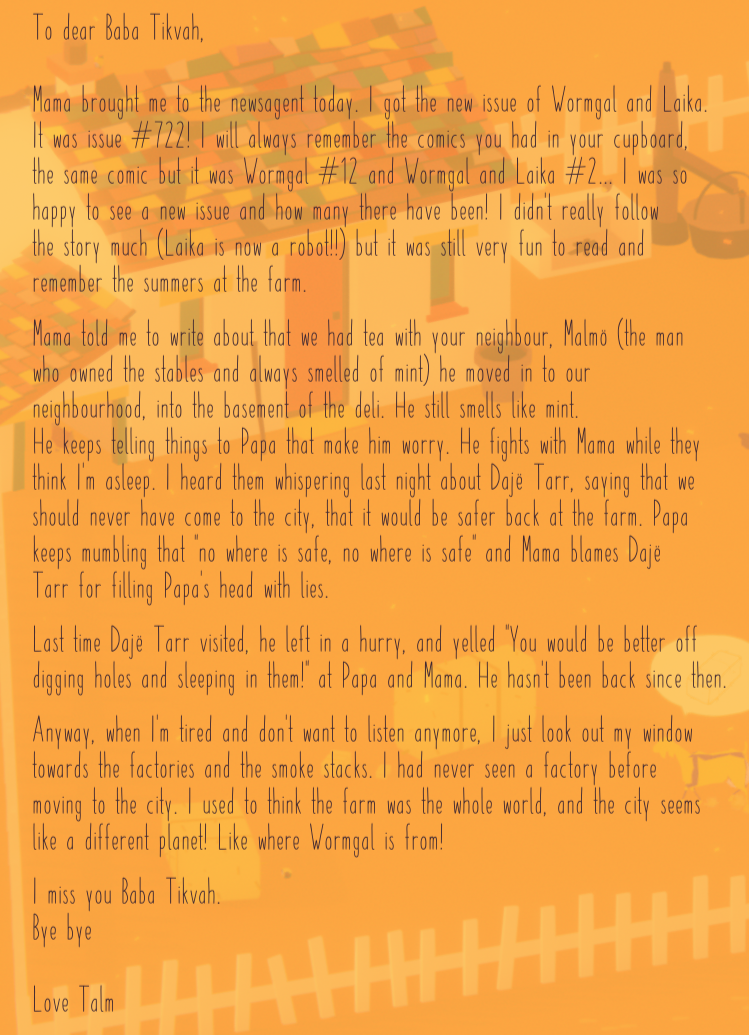 To dear Baba Tikvah,
Mama brought me to the newsagent today. I got the new issue of Wormgal and Laika.
It was issue #722! I will always remember the comics you had in your cupboard,
the same comic but it was Wormgal #12 and Wormgal and Laika #2... I was so
happy to see a new issue and how many there have been! I didn't really follow
the story much (Laika is now a robot!!!) but it was still very fun to read and
remember the summers at the farm.
Mama told me to write about that we had tea with your neighbour, Malmö (the man
who owned the stables and always smelled of mint) he moved in to our
neighbourhood, into the basement of the deli. He still smells like mint.
He keeps telling things to Papa that make him worry. He fights with Mama while they
think I'm asleep. I heard them whispering last night about Dajë Tarr, saying that we
should never have come to the city, that it would be safer back at the farm. Papa
keeps mumbling that "no where is safe, no where is safe" and Mama blames Dajë
Tarr for filling Papa's head with lies.
Last time Dajë Tarr visited, he left in a hurry, and yelled "You would be better off
digging holes and sleeping in them!" at Papa and Mama. He hasn't been back since then.
Anyway, when I'm tired and don't want to listen anymore, I just look out my window
towards the factories and the smoke stacks. I had never seen a factory before
moving to the city. I used to think the farm was the whole world, and the city seems
like a different planet! Like where Wormgal is from!
I miss you Baba Tikvah.
Bye bye
Love Talm